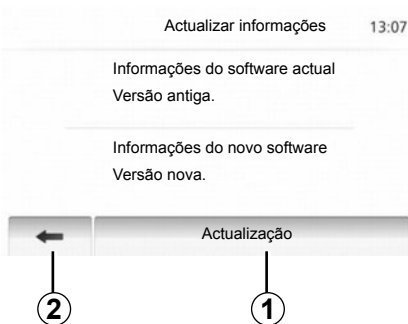 Actualizar informações 13:07
Informações do software actual
Versão antiga.
Informações do novo software
Versão nova.
Actualização
2 1